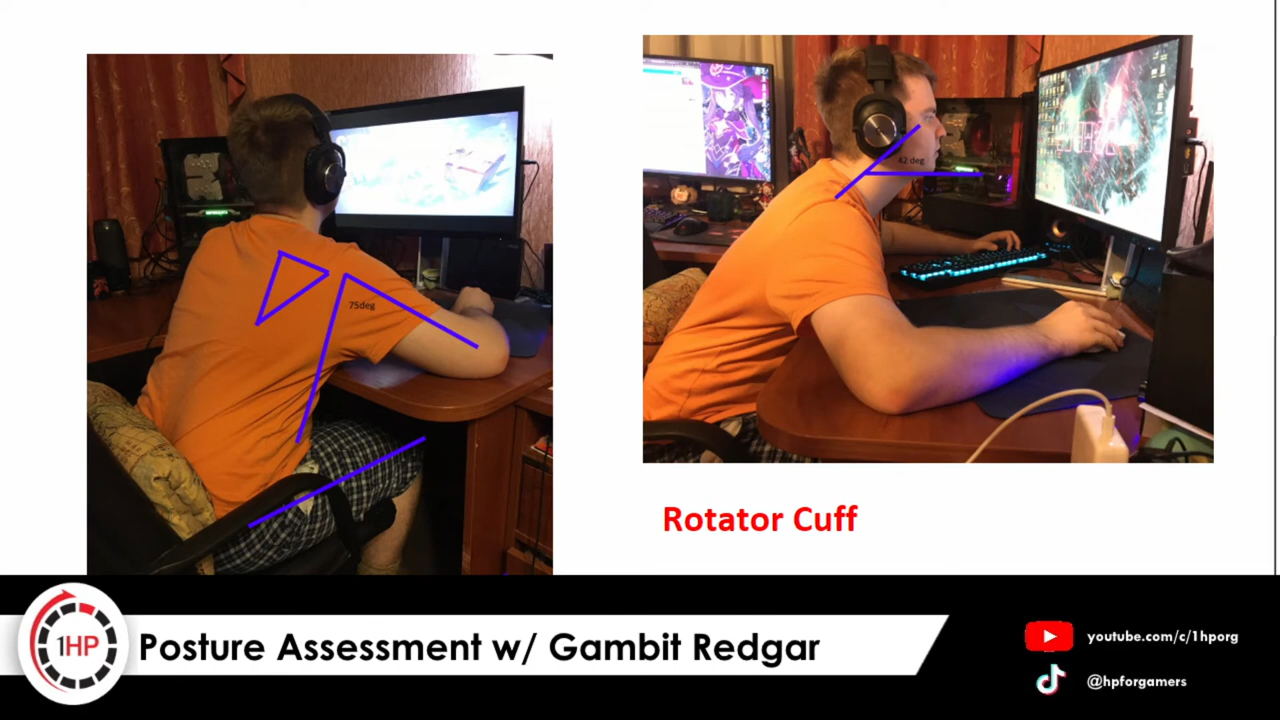 75deg
42 deg
Rotator Cuff
1HP
Posture Assessment w/ Gambit Redgar
youtube.com/c/1hporg
@hpforgamers